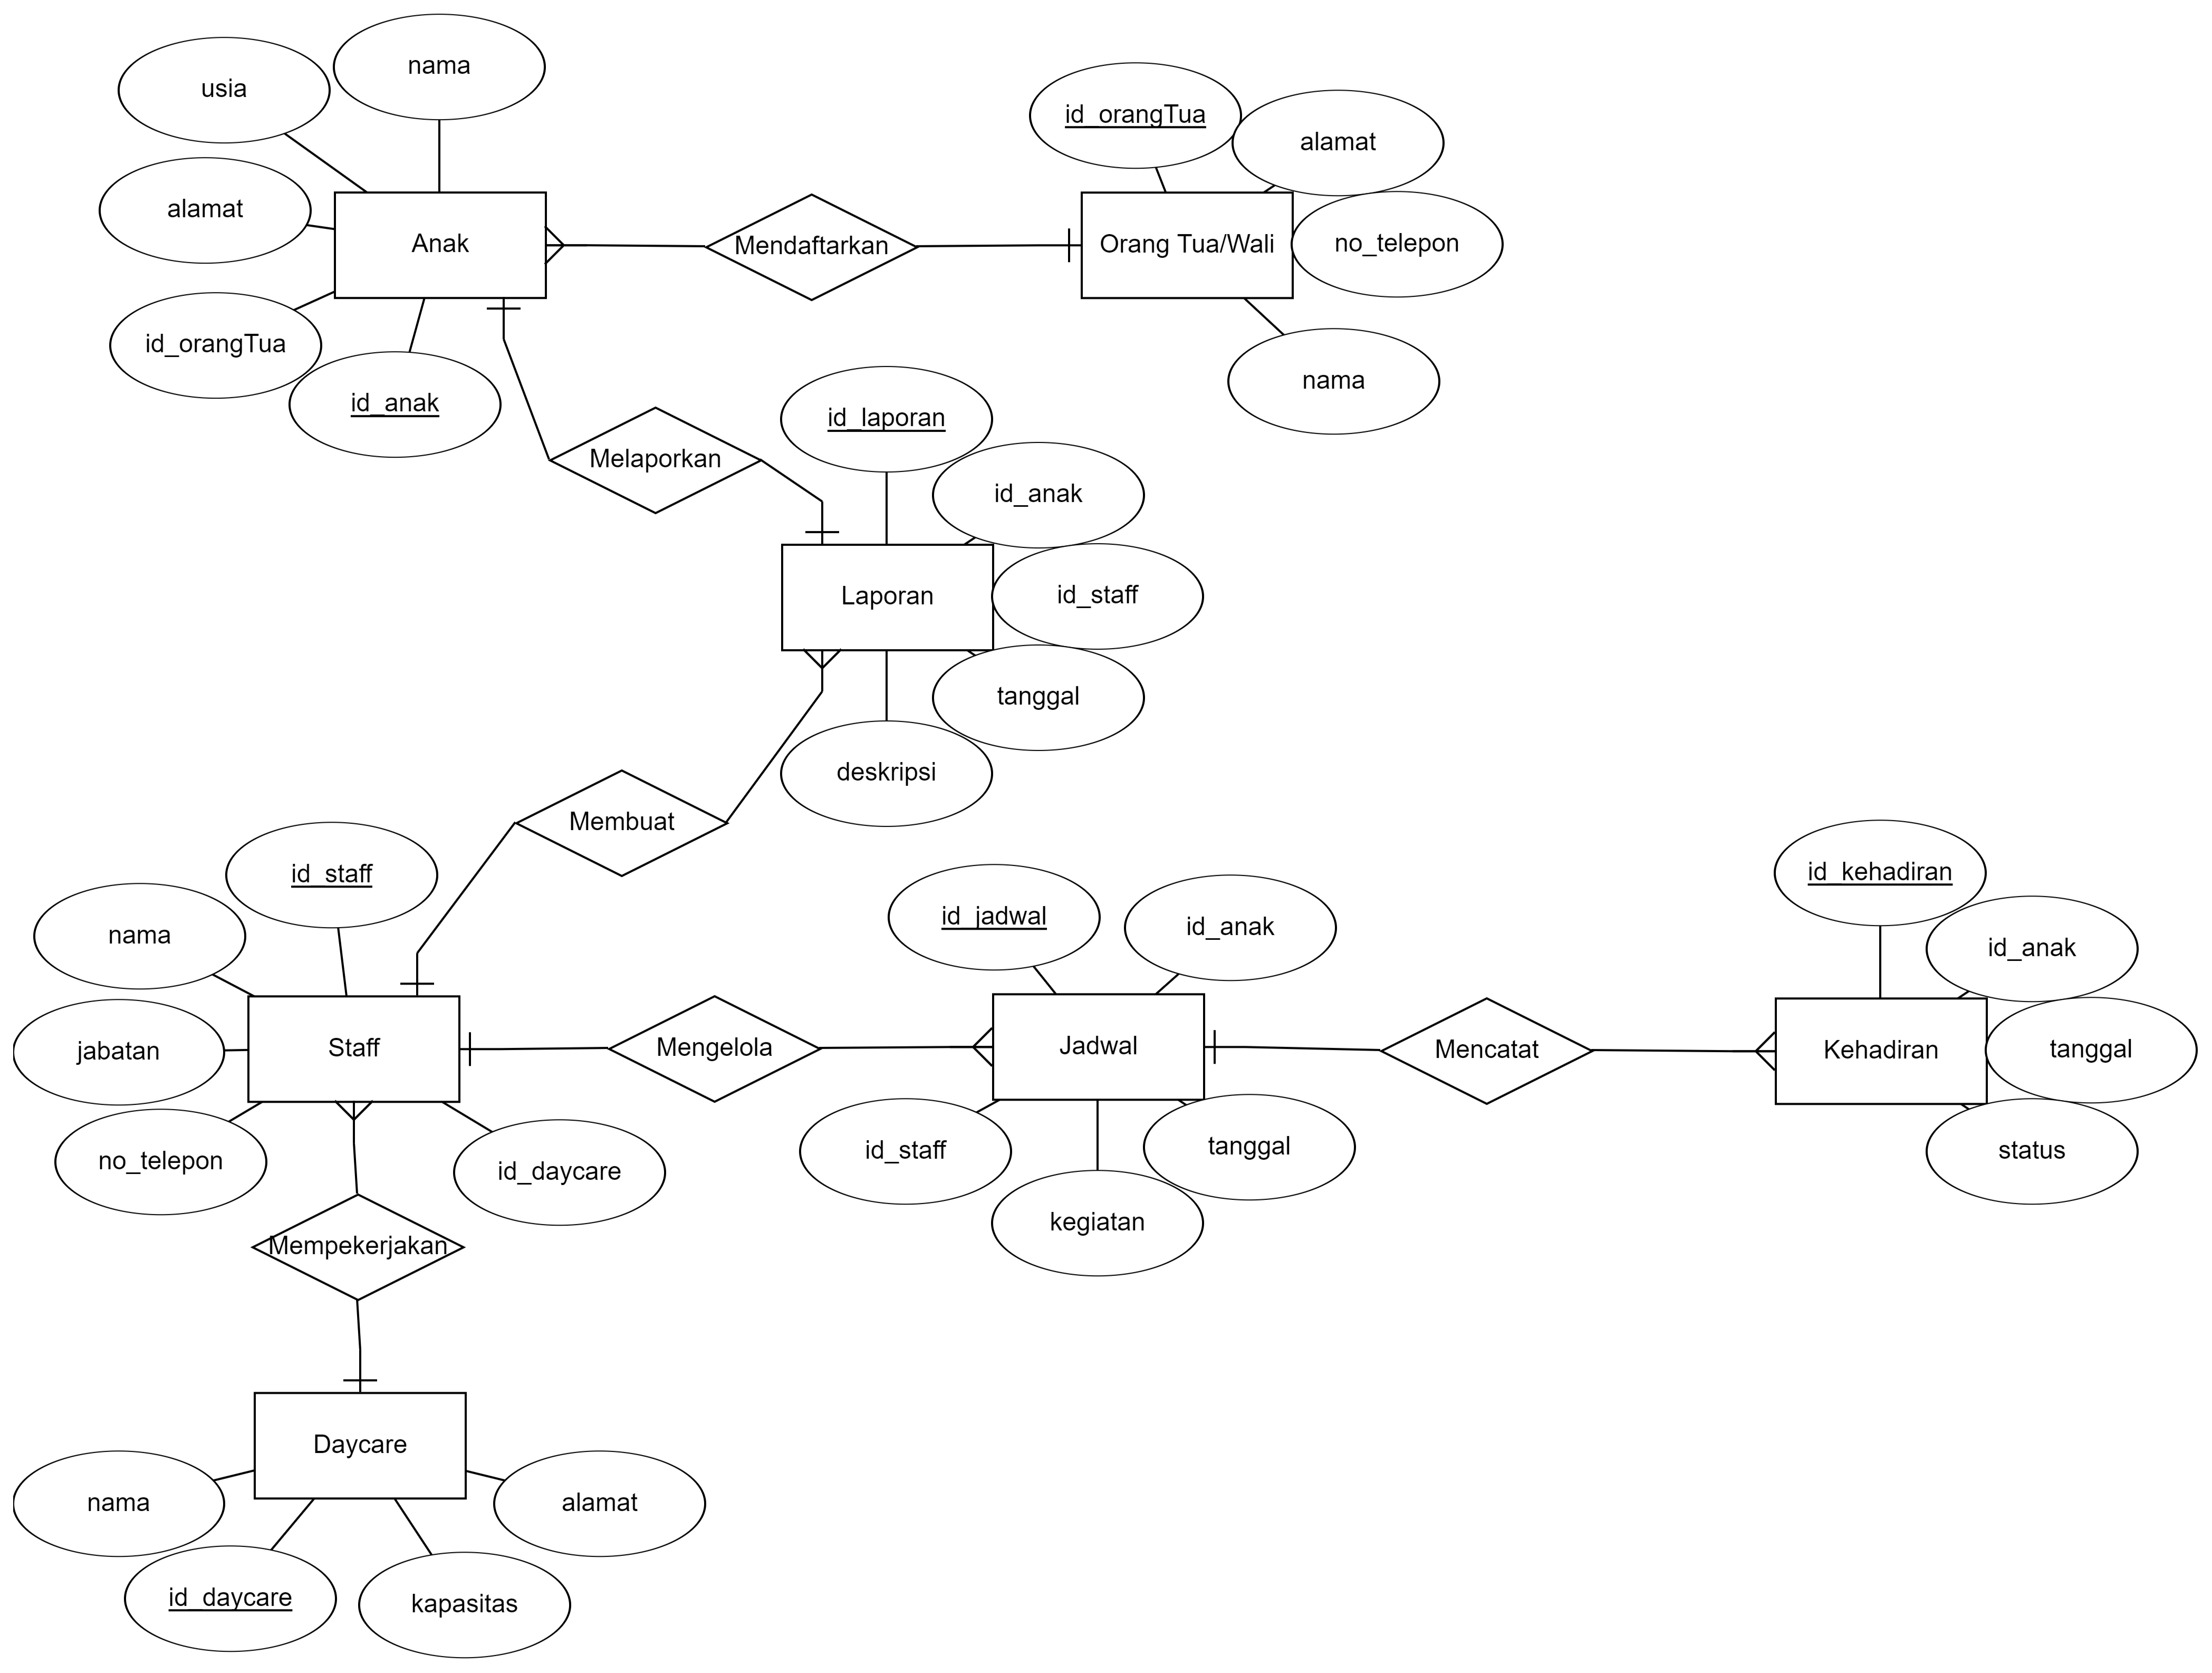 nama
usia
id_orangTua
alamat
alamat
Anak
Mendaftarkan
Orang Tua/Wali
no_telepon
id_orangTua
id_anak
nama
id_laporan
Melaporkan
id_anak
Laporan
id_staff
tanggal
deskripsi
Membuat
id_staff
id_kehadiran
nama
id_jadwal
id_anak
id_anak
jabatan
Staff
Mengelola
Jadwal
Mencatat
Kehadiran
tanggal
no_telepon
id_daycare
id_staff
tanggal
status
kegiatan
Mempekerjakan
Daycare
nama
alamat
id_daycare
kapasitas